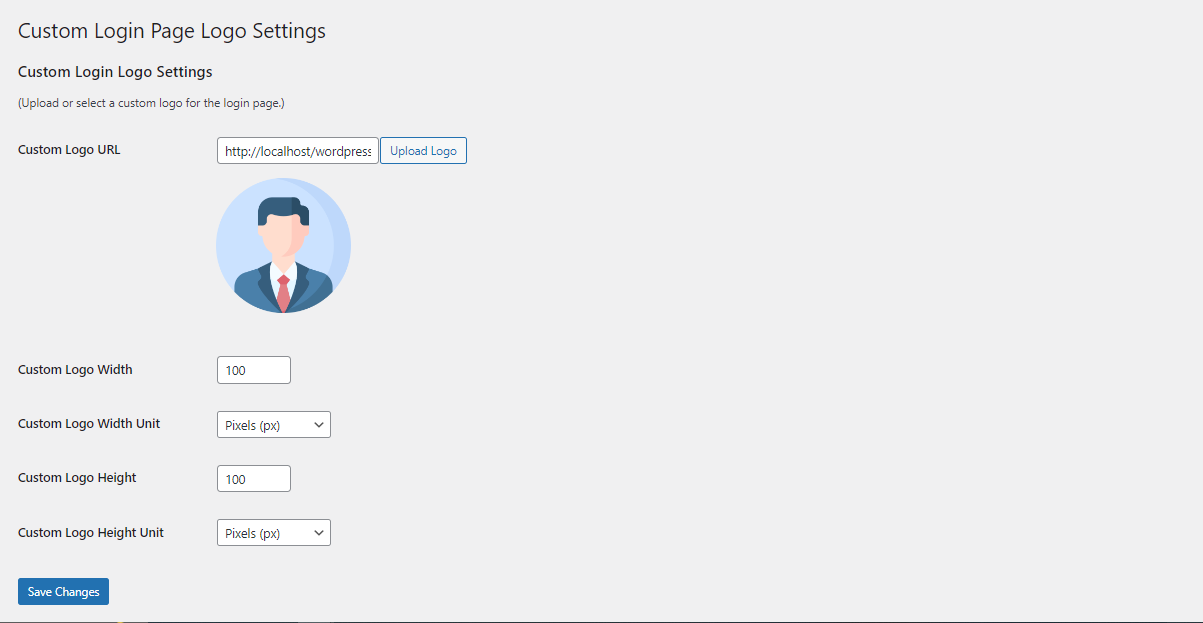 Custom Login Page Logo Settings
Custom Login Logo Settings
(Upload or select a custom logo for the login page.)
Custom Logo URL http://localhost/wordpress Upload Logo
Custom Logo Width 100
Custom Logo Width Unit Pixels (px)
Custom Logo Height 100
Custom Logo Height Unit Pixels (px)
Save Changes